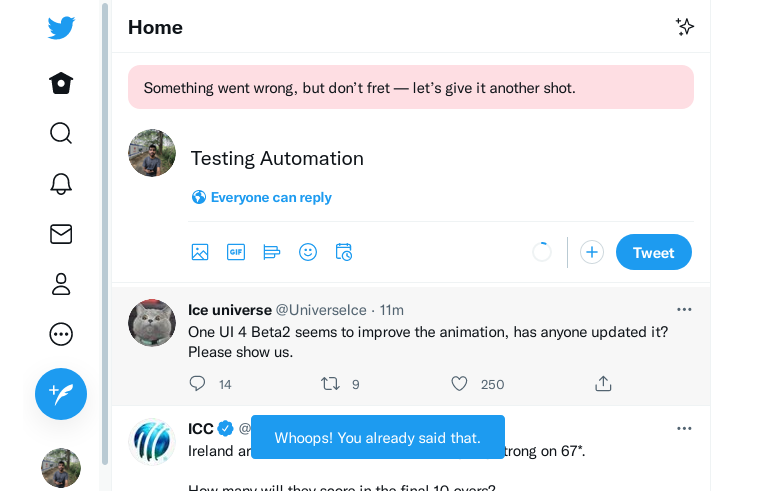 Home
Something went wrong, but don’t fret — let’s give it another shot.
Testing Automation
Everyone can reply
GIF
Tweet
Ice universe @UniverseIce · 11m
One UI 4 Beta2 seems to improve the animation, has anyone updated it?
Please show us.
14 9 250
ICC @
Whoops! You already said that.
Ireland ar trong on 67*.
How many will they score in the final 10 overs?